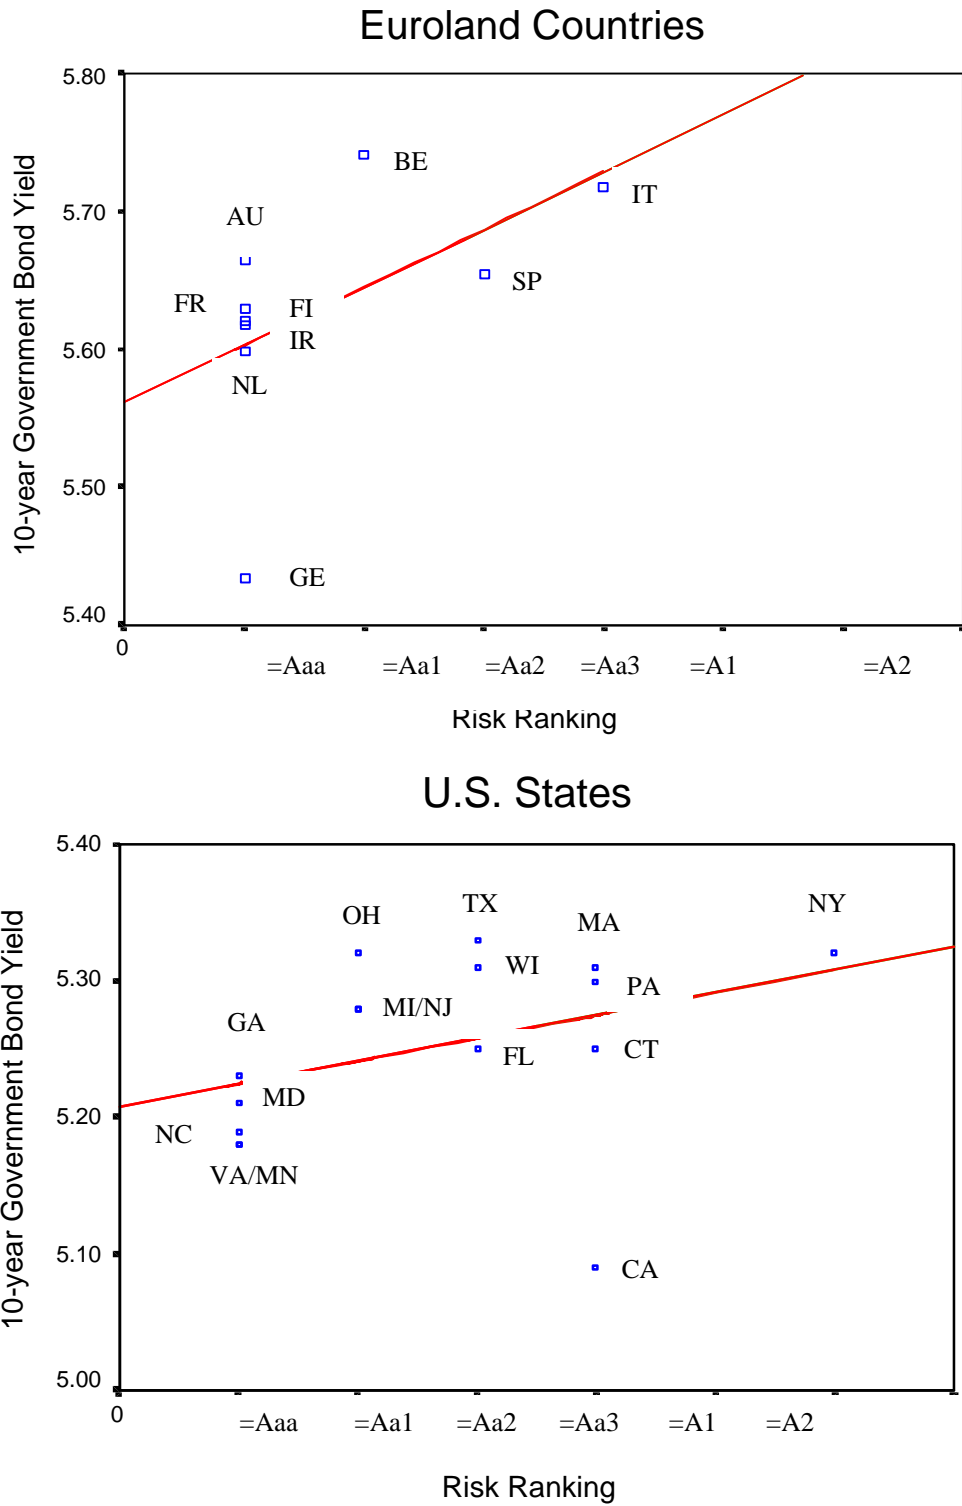 Euroland Countries
10-year Government Bond Yield
5.80
5.70
5.60
5.50
5.40
BE
IT
AU
SP
FR
FI
IR
NL
GE
0
=Aaa =Aa1 =Aa2 =Aa3 =A1 =A2
Risk Ranking
U.S. States
10-year Government Bond Yield
5.40
5.30
5.20
5.10
5.00
OH
TX
MA
NY
WI
PA
GA
MI/NJ
FL
CT
MD
NC
VA/MN
CA
0
=Aaa =Aa1 =Aa2 =Aa3 =A1 =A2
Risk Ranking